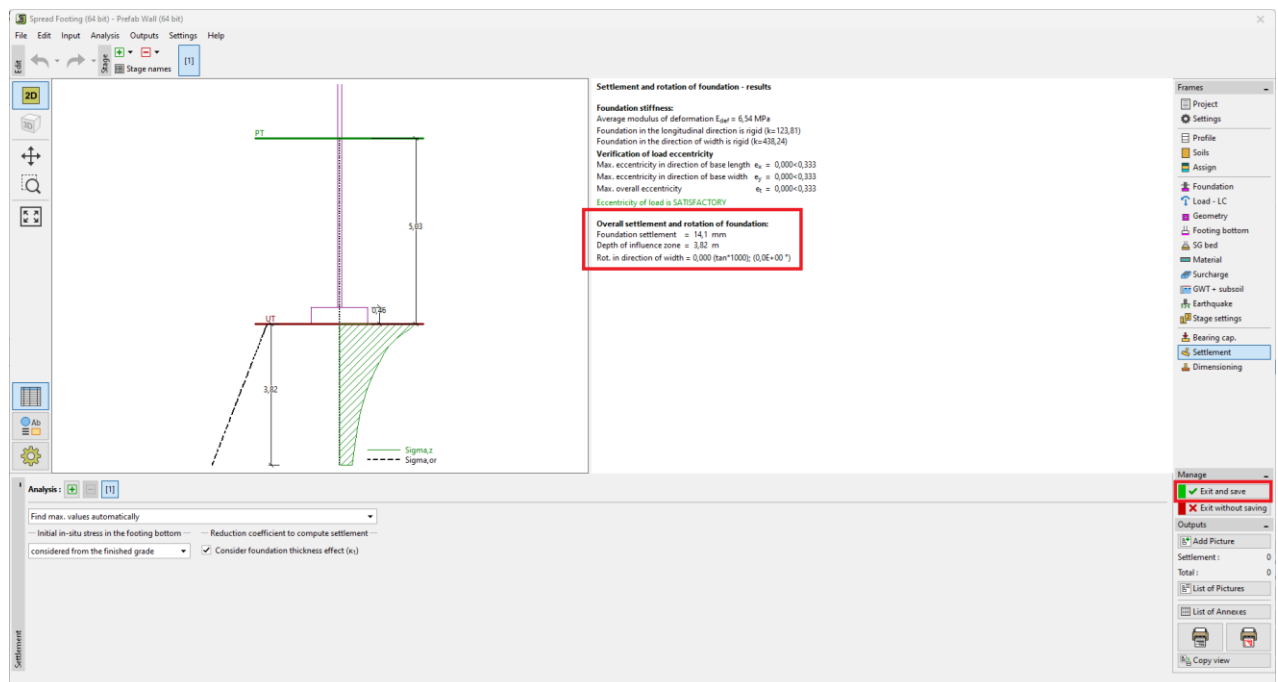 Spread Footing (64 bit) - Prefab Wall (64 bit)
File Edit Input Analysis Outputs Settings Help
Edit
Stage
Stage names
[1]
2D
3D
PT
5,03
0,46
UT
3,82
Sigma,z
Sigma,or
Settlement and rotation of foundation - results
Foundation stiffness:
Average modulus of deformation Edef = 6,54 MPa
Foundation in the longitudinal direction is rigid (k=123,81)
Foundation in the direction of width is rigid (k=438,24)
Verification of load eccentricity
Max. eccentricity in direction of base length ex = 0,000<0,333
Max. eccentricity in direction of base width ey = 0,000<0,333
Max. overall eccentricity et = 0,000<0,333
Eccentricity of load is SATISFACTORY
Overall settlement and rotation of foundation:
Foundation settlement = 14,1 mm
Depth of influence zone = 3,82 m
Rot. in direction of width = 0,000 (tan*1000); (0,0E+00 °)
Frames
Project
Settings
Profile
Soils
Assign
Foundation
Load - LC
Geometry
Footing bottom
SG bed
Material
Surcharge
GWT + subsoil
Earthquake
Stage settings
Bearing cap.
Settlement
Dimensioning
Ab
Settlement
Analysis : [1]
Find max. values automatically
Initial in-situ stress in the footing bottom
considered from the finished grade
Reduction coefficient to compute settlement
Consider foundation thickness effect (κ1)
Manage
Exit and save
Exit without saving
Outputs
Add Picture
Settlement : 0
Total : 0
List of Pictures
List of Annexes
Copy view